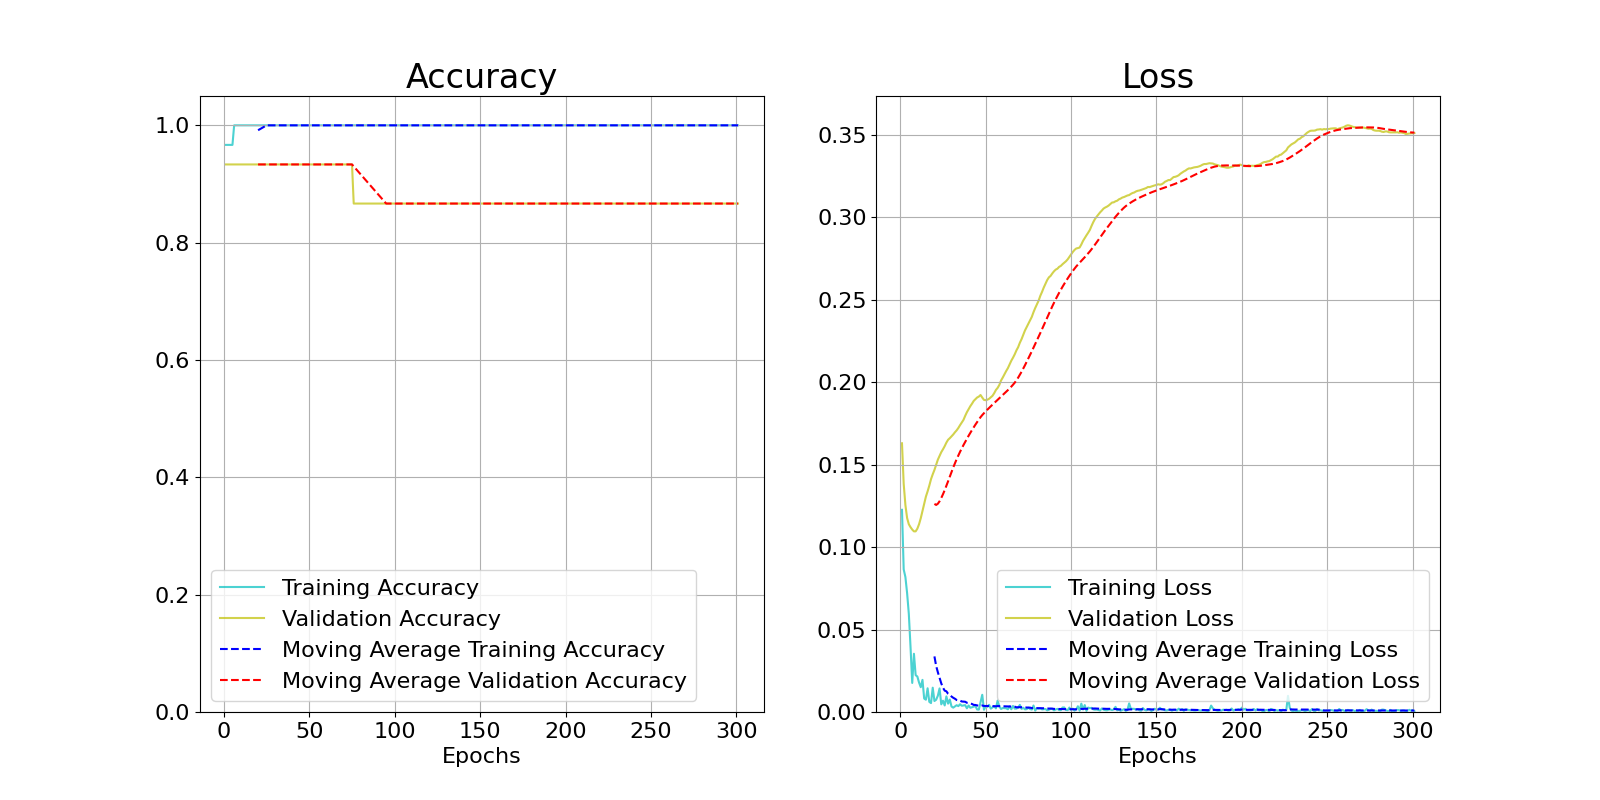 Accuracy
1.0
0.8
0.6
0.4
0.2
0.0
Training Accuracy
Validation Accuracy
Moving Average Training Accuracy
Moving Average Validation Accuracy
0 50 100 150 200 250 300
Epochs
Loss
0.35
0.30
0.25
0.20
0.15
0.10
0.05
0.00
Training Loss
Validation Loss
Moving Average Training Loss
Moving Average Validation Loss
0 50 100 150 200 250 300
Epochs